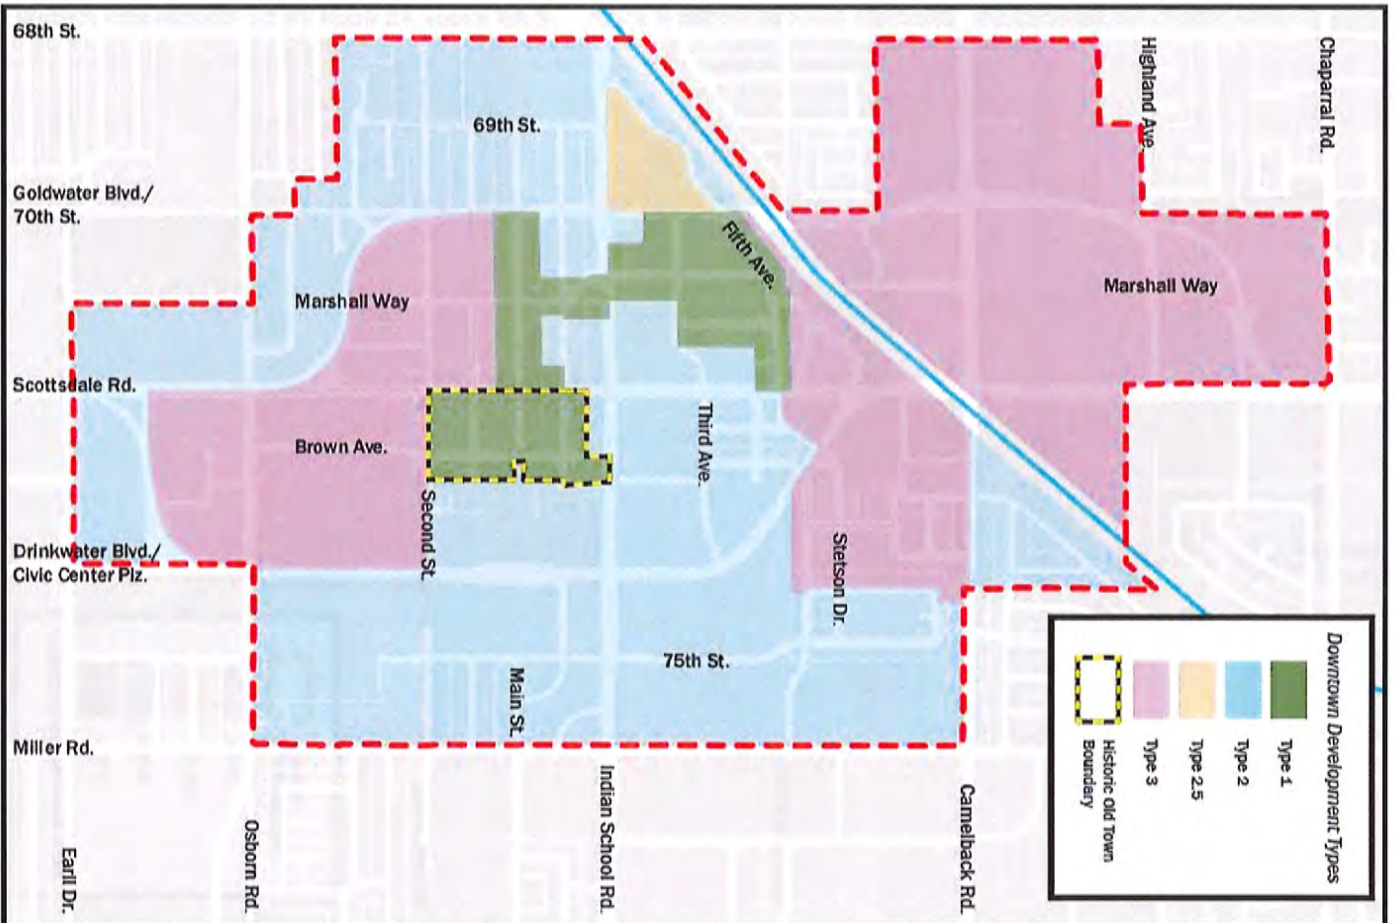 68th St.
Highland Ave.
Chaparral Rd.
69th St.
Goldwater Blvd./
70th St.
Fifth Ave.
Marshall Way
Marshall Way
Scottsdale Rd.
Third Ave.
Brown Ave.
Second St.
Stetson Dr.
Drinkwater Blvd./
Civic Center Plz.
75th St.
Main St.
Miller Rd.
Indian School Rd.
Camelback Rd.
Osborn Rd.
Earll Dr.
Downtown Development Types
Type 1
Type 2
Type 2.5
Type 3
Historic Old Town
Boundary